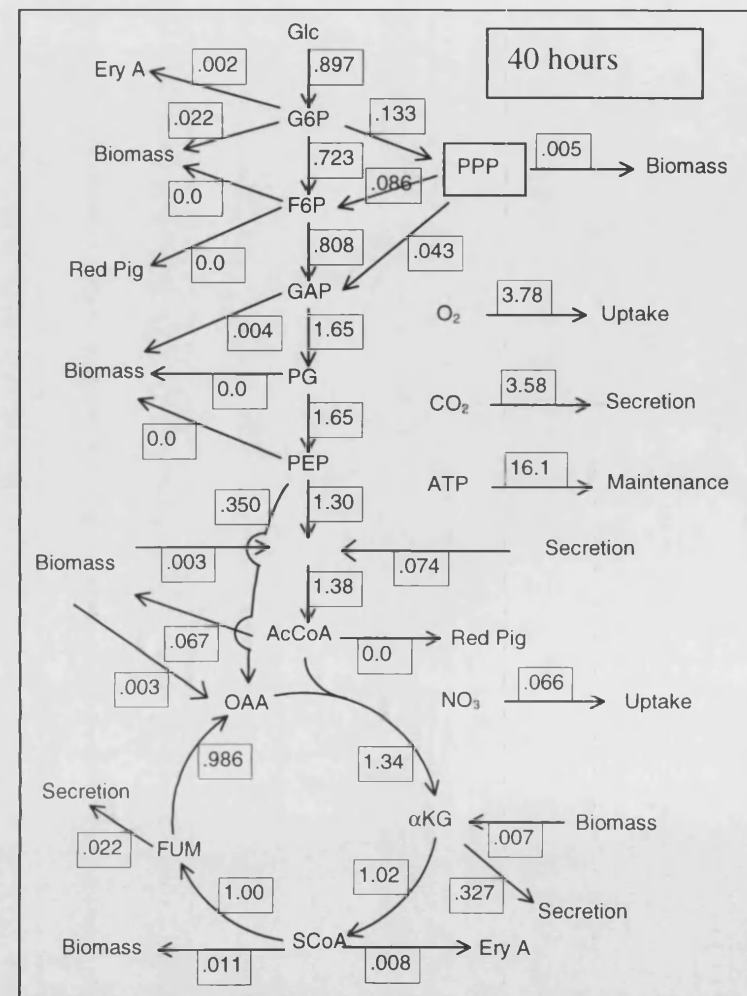 Glc
40 hours
Ery A
.002
.897
G6P
.022
.133
Biomass
.723
PPP
.005
Biomass
.086
0.0
F6P
Red Pig
0.0
.808
.043
GAP
O₂
3.78
Uptake
.004
1.65
Biomass
0.0
PG
CO₂
3.58
Secretion
0.0
1.65
PEP
ATP
16.1
Maintenance
.350
1.30
Biomass
.003
.074
Secretion
1.38
.067
AcCoA
0.0
Red Pig
.003
OAA
NO₃
.066
Uptake
.986
1.34
Secretion
.022
FUM
αKG
.007
Biomass
1.00
1.02
.327
Secretion
Biomass
.011
SCoA
.008
Ery A